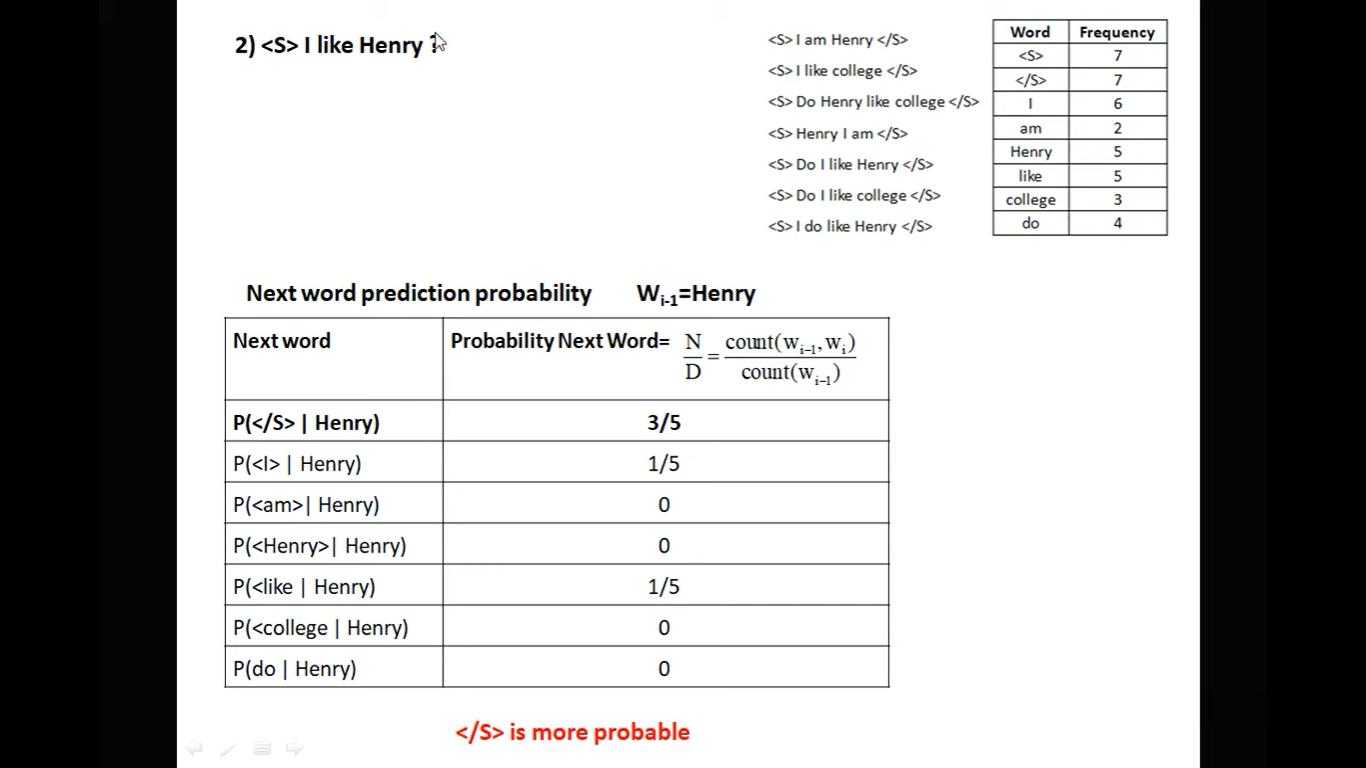 2) <S> I like Henry ?
<S> I am Henry </S>
<S> I like college </S>
<S> Do Henry like college </S>
<S> Henry I am </S>
<S> Do I like Henry </S>
<S> Do I like college </S>
<S> I do like Henry </S>
Word Frequency
<S> 7
</S> 7
I 6
am 2
Henry 5
like 5
college 3
do 4
Next word prediction probability W_{i-1}=Henry
Next word Probability Next Word= N/D = count(w_{i-1}, w_i)/count(w_{i-1})
P(</S> | Henry) 3/5
P(<I> | Henry) 1/5
P(<am>| Henry) 0
P(<Henry>| Henry) 0
P(<like | Henry) 1/5
P(<college | Henry) 0
P(do | Henry) 0
</S> is more probable